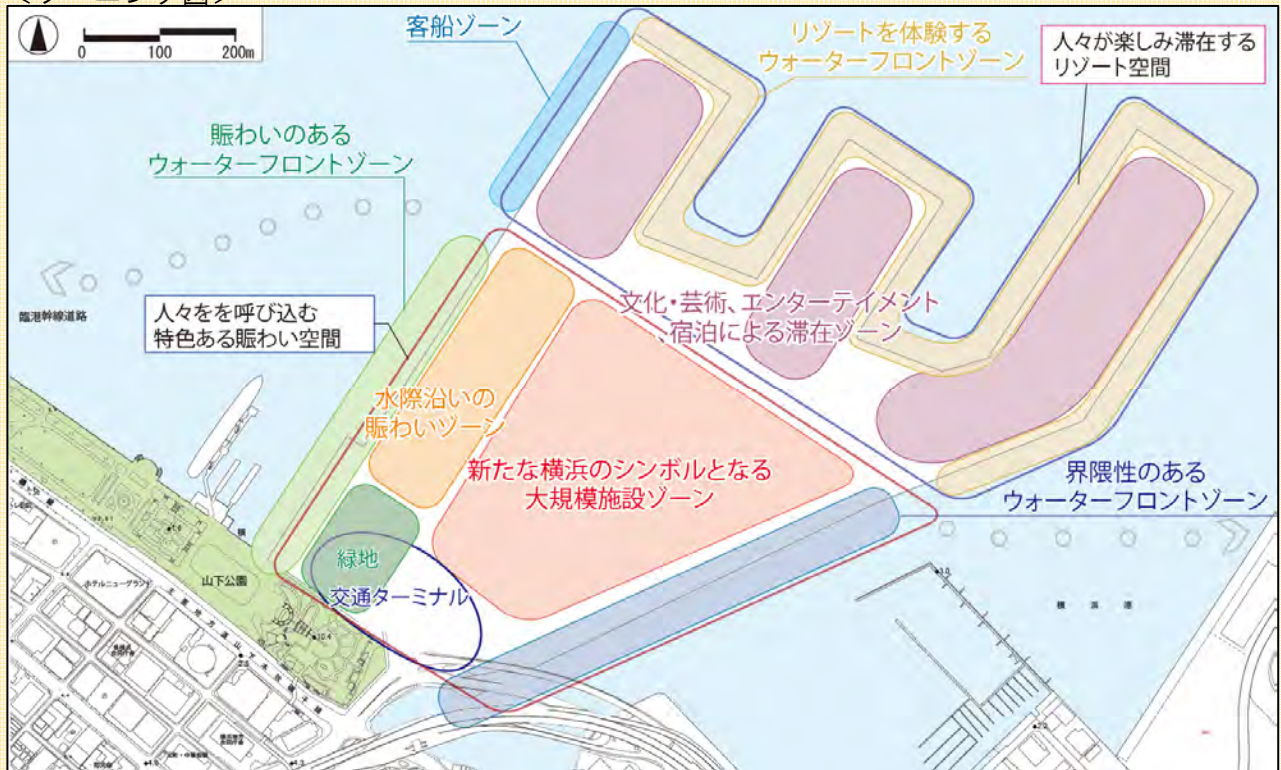 <ゾーニング図>
0 100 200m
客船ゾーン
リゾートを体験する
ウォーターフロントゾーン
人々が楽しみ滞在する
リゾート空間
賑わいのある
ウォーターフロントゾーン
臨港幹線道路
人々をを呼び込む
特色ある賑わい空間
文化・芸術、エンターテイメント
、宿泊による滞在ゾーン
水際沿いの
賑わいゾーン
新たな横浜のシンボルとなる
大規模施設ゾーン
界隈性のある
ウォーターフロントゾーン
緑地
交通ターミナル
山下公園
ホテルニューグランド
横浜港